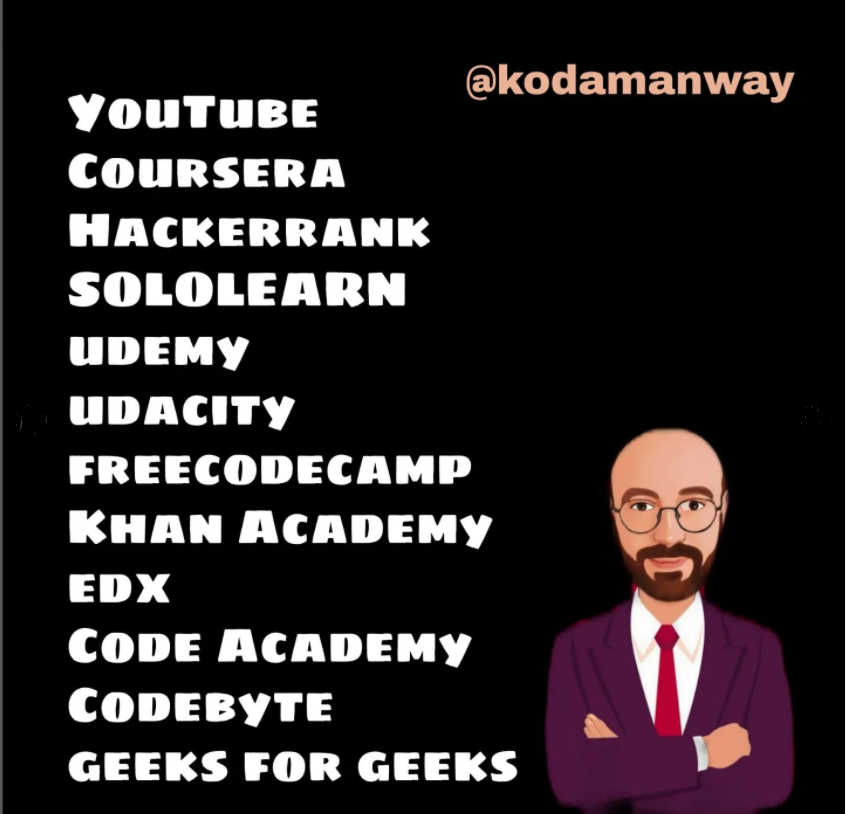 @kodamanway
YouTube
Coursera
Hackerrank
SOLOLEARN
udemy
udacity
freecodecamp
Khan Academy
edx
Code Academy
Codebyte
geeks for geeks